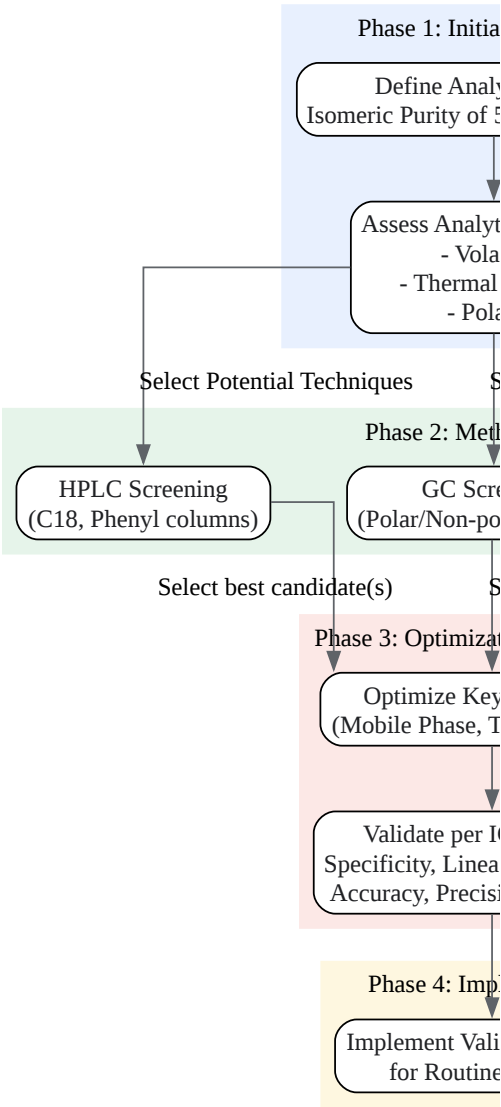 Phase 1: Initia
Define Analy
Isomeric Purity of 5
Assess Analyt
- Vola
- Thermal
- Pola
Select Potential Techniques
S
Phase 2: Meth
HPLC Screening
(C18, Phenyl columns)
GC Scre
(Polar/Non-po
Select best candidate(s)
S
Phase 3: Optimizat
Optimize Key
(Mobile Phase, T
Validate per IC
Specificity, Linea
Accuracy, Precisi
Phase 4: Impl
Implement Vali
for Routine